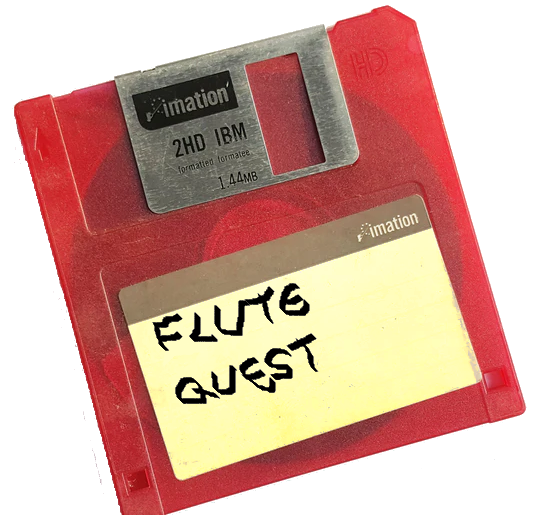 HD
imation
2HD IBM
formatted formatee
1.44MB
imation
FLUTE
QUEST